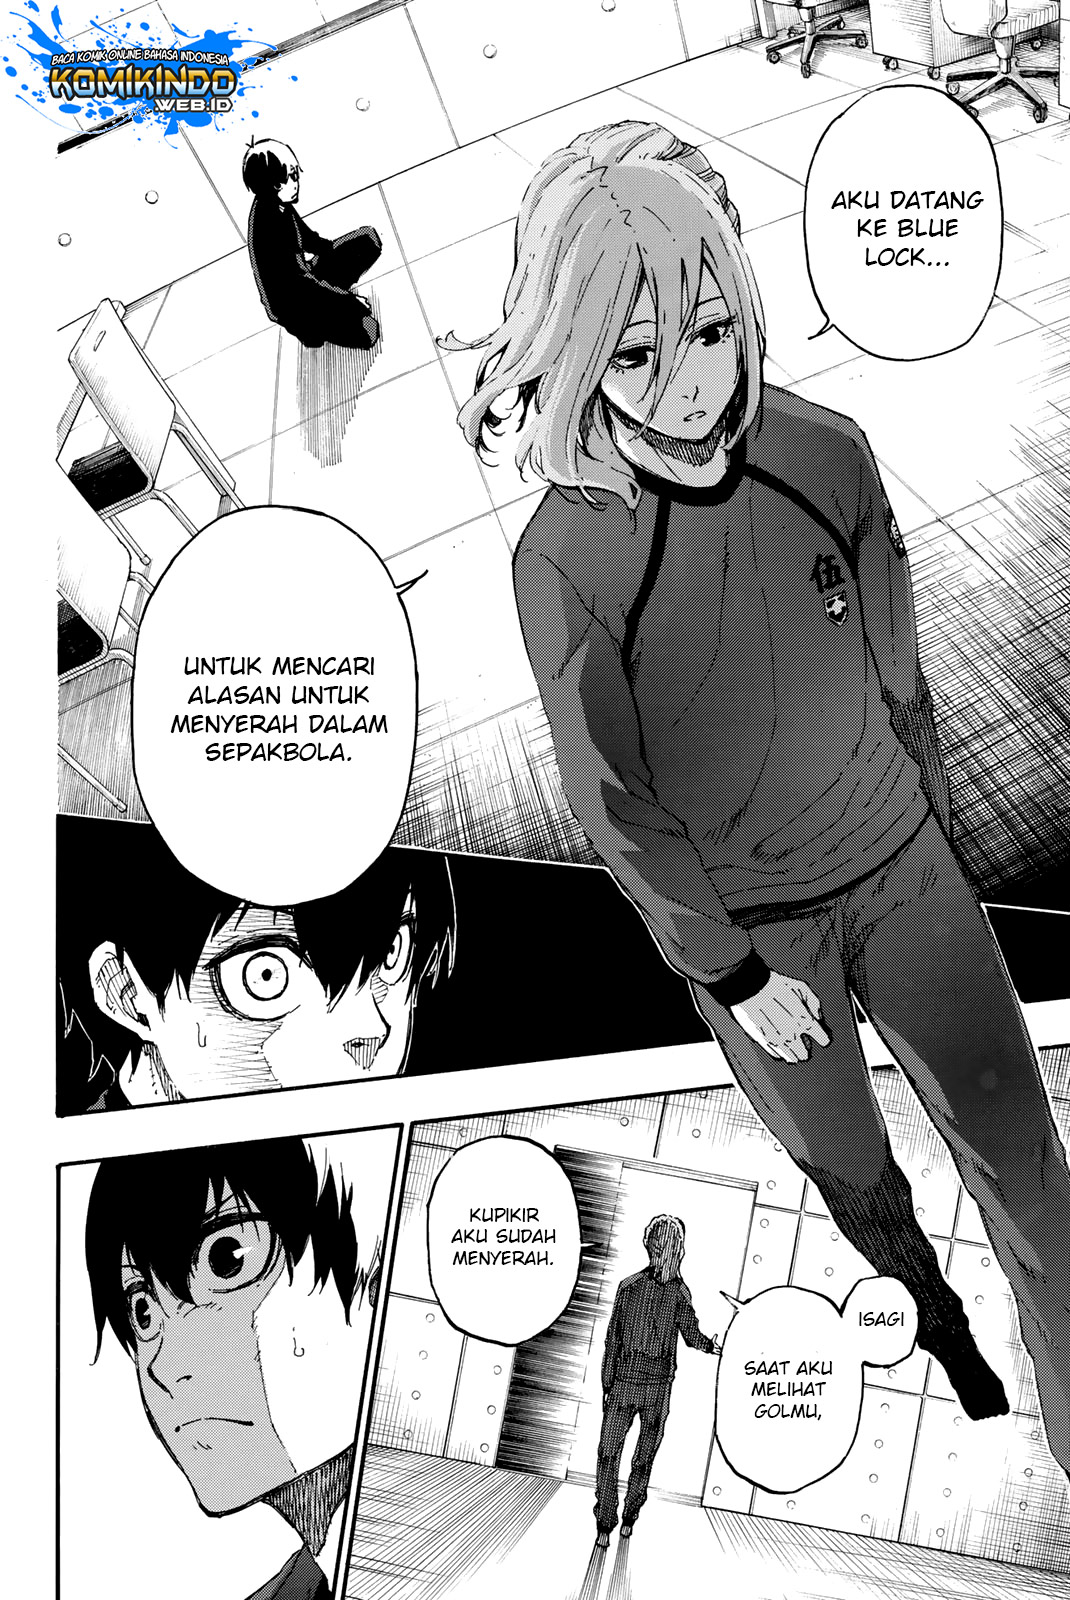 BACA KOMIK ONLINE BAHASA INDONESIA
KOMIKINDO
WEB.ID
AKU DATANG
KE BLUE
LOCK...
伍
UNTUK MENCARI
ALASAN UNTUK
MENYERAH DALAM
SEPAKBOLA.
ISAGI
SAAT AKU
MELIHAT
GOLMU,
KUPIKIR
AKU SUDAH
MENYERAH.